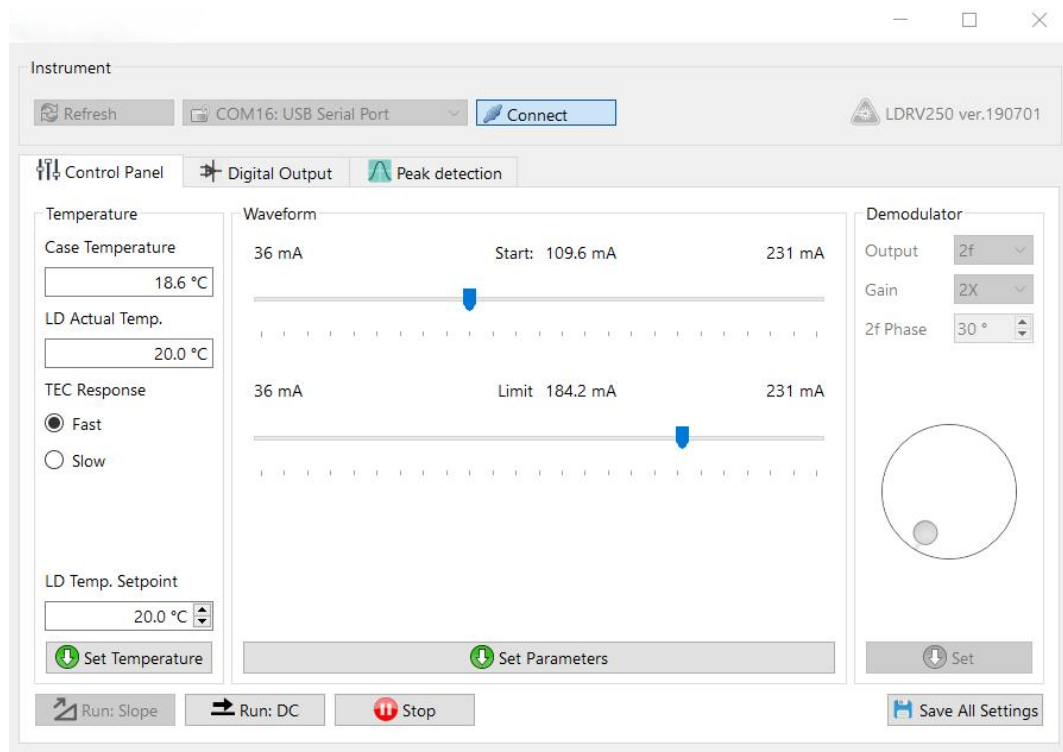 Instrument
Refresh COM16: USB Serial Port Connect LDRV250 ver.190701
Control Panel Digital Output Peak detection
Temperature
Case Temperature
18.6 °C
LD Actual Temp.
20.0 °C
TEC Response
Fast
Slow
LD Temp. Setpoint
20.0 °C
Set Temperature
Waveform
36 mA Start: 109.6 mA 231 mA
36 mA Limit 184.2 mA 231 mA
Set Parameters
Demodulator
Output 2f
Gain 2X
2f Phase 30 °
Set
Run: Slope Run: DC Stop Save All Settings